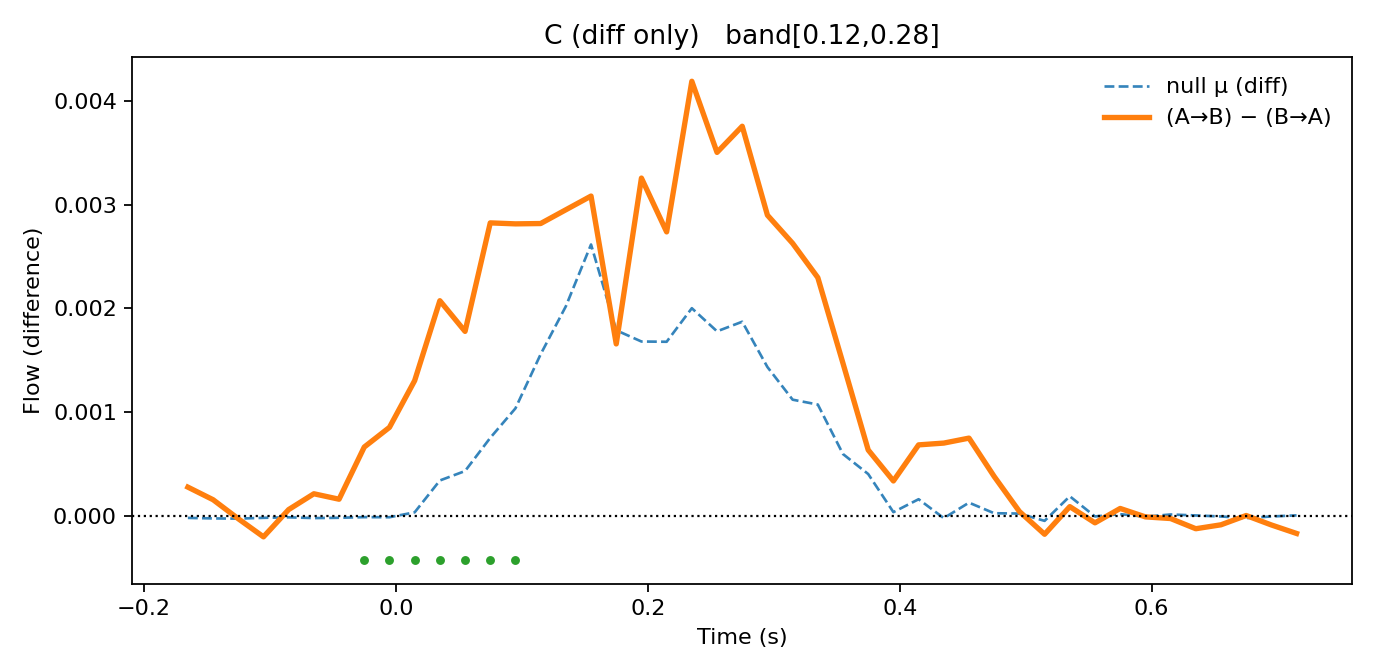 C (diff only)   band[0.12,0.28]
null μ (diff)
(A→B) − (B→A)
Flow (difference)
0.004
0.003
0.002
0.001
0.000
−0.2
0.0
0.2
0.4
0.6
Time (s)